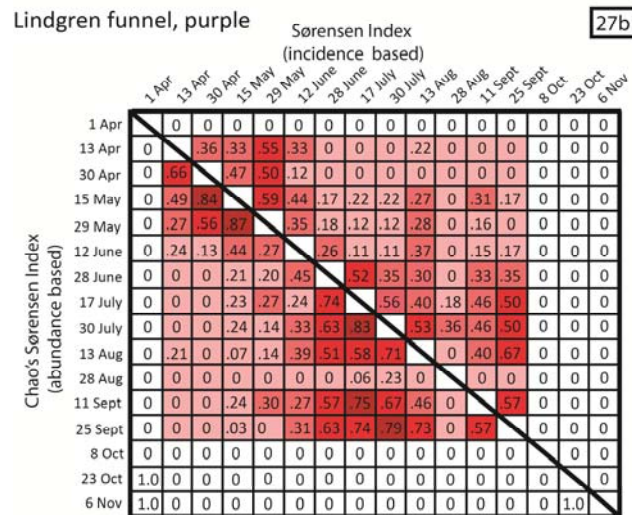 Lindgren funnel, purple
27b
Sørensen Index
(incidence based)
1 Apr 13 Apr 30 Apr 15 May 29 May 12 June 28 June 17 July 30 July 13 Aug 28 Aug 11 Sept 25 Sept 8 Oct 23 Oct 6 Nov
Chao's Sørensen Index
(abundance based)
1 Apr 0 0 0 0 0 0 0 0 0 0 0 0 0 0 0
13 Apr 0 .36 .33 .55 .33 0 0 0 .22 0 0 0 0 0 0
30 Apr 0 .66 .47 .50 .12 0 0 0 0 0 0 0 0 0 0
15 May 0 .49 .84 .59 .44 .17 .22 .22 .27 0 .31 .17 0 0 0
29 May 0 .27 .56 .87 .35 .18 .12 .12 .28 0 .16 0 0 0 0
12 June 0 .24 .13 .44 .27 .26 .11 .11 .37 0 .15 .17 0 0 0
28 June 0 0 0 .21 .20 .45 .52 .35 .30 0 .33 .35 0 0 0
17 July 0 0 0 .23 .27 .24 .74 .56 .40 .18 .46 .50 0 0 0
30 July 0 0 0 .24 .14 .33 .63 .83 .53 .36 .46 .50 0 0 0
13 Aug 0 .21 0 .07 .14 .39 .51 .58 .71 0 .40 .67 0 0 0
28 Aug 0 0 0 0 0 0 0 .06 .23 0 0 0 0 0 0
11 Sept 0 0 0 .24 .30 .27 .57 .75 .67 .46 0 .57 0 0 0
25 Sept 0 0 0 .03 0 .31 .63 .74 .79 .73 0 .57 0 0 0
8 Oct 0 0 0 0 0 0 0 0 0 0 0 0 0 0 0
23 Oct 1.0 0 0 0 0 0 0 0 0 0 0 0 0 0 0
6 Nov 1.0 0 0 0 0 0 0 0 0 0 0 0 0 0 1.0